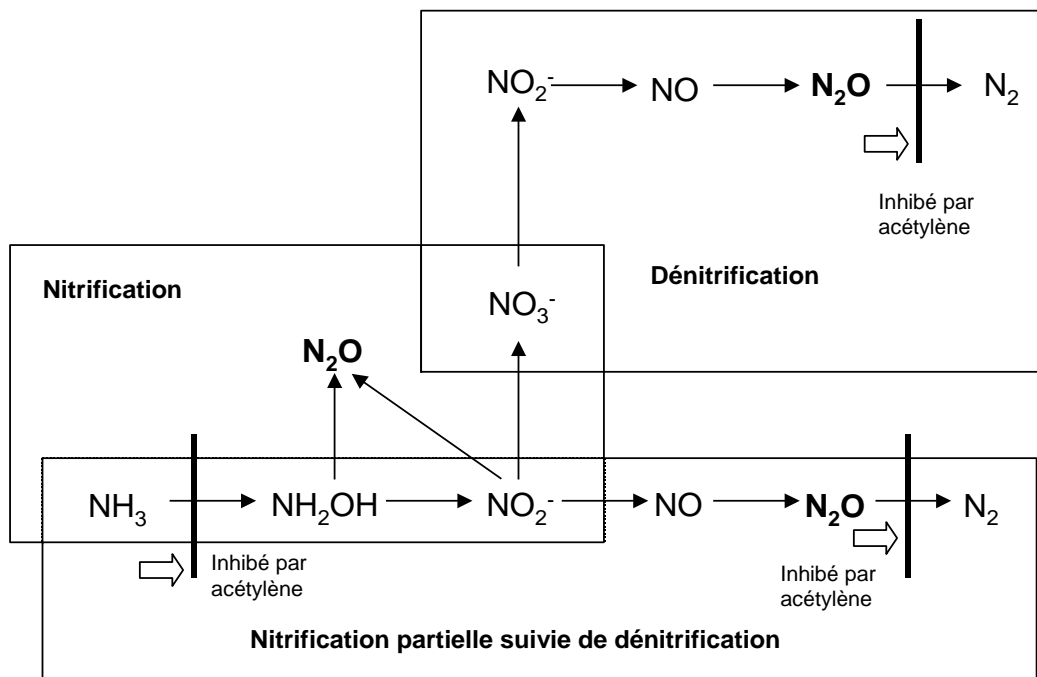 NO₂⁻ NO N₂O N₂
Inhibé par
acétylène
Nitrification
Dénitrification
NO₃⁻
N₂O
NH₃ NH₂OH NO₂⁻ NO N₂O N₂
Inhibé par
acétylène
Inhibé par
acétylène
Nitrification partielle suivie de dénitrification